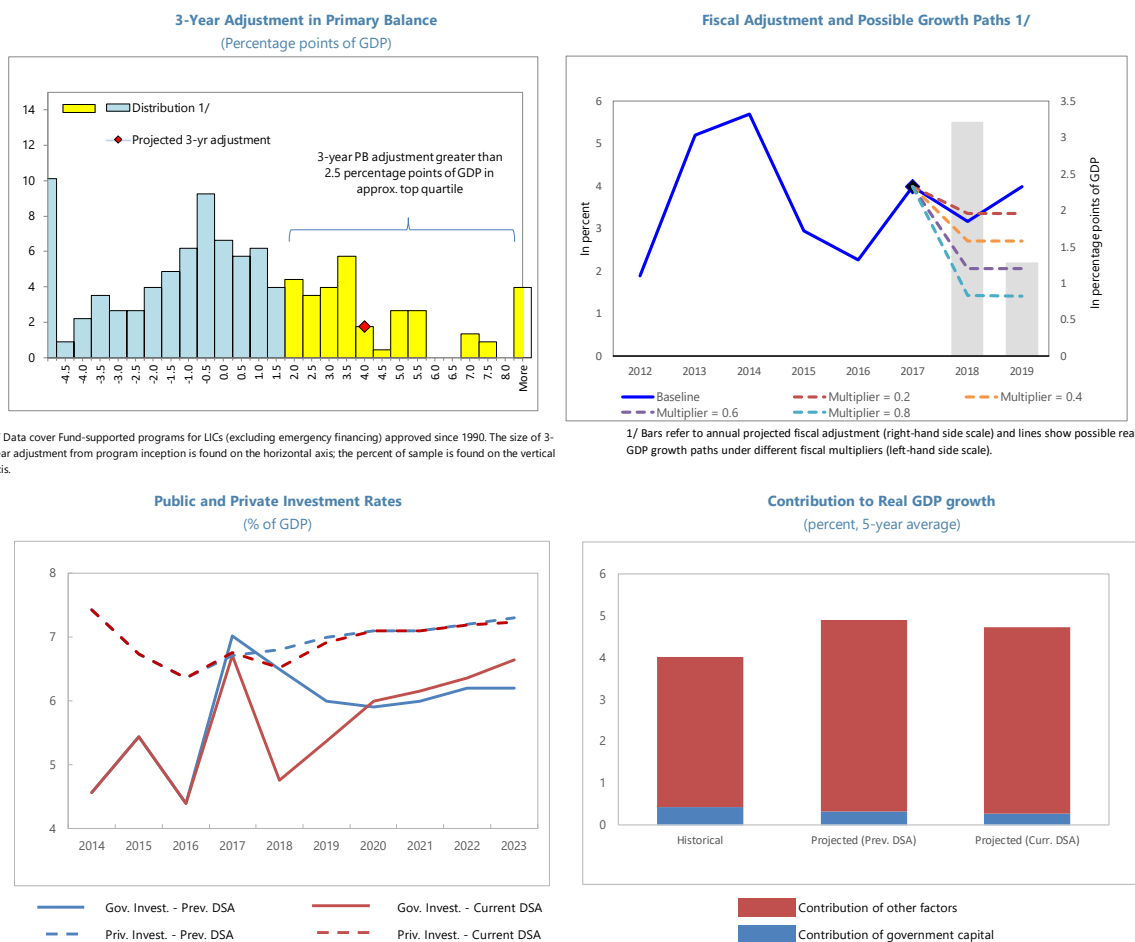 3-Year Adjustment in Primary Balance
(Percentage points of GDP)
Distribution 1/
Projected 3-yr adjustment
3-year PB adjustment greater than
2.5 percentage points of GDP in
approx. top quartile
14
12
10
8
6
4
2
0
-4.5
-4.0
-3.5
-3.0
-2.5
-2.0
-1.5
-1.0
-0.5
0.0
0.5
1.0
1.5
2.0
2.5
3.0
3.5
4.0
4.5
5.0
5.5
6.0
6.5
7.0
7.5
8.0
More
/ Data cover Fund-supported programs for LICs (excluding emergency financing) approved since 1990. The size of 3-
ar adjustment from program inception is found on the horizontal axis; the percent of sample is found on the vertical
is.
Fiscal Adjustment and Possible Growth Paths 1/
In percent
6
5
4
3
2
1
0
3.5
3
2.5
2
1.5
1
0.5
0
In percentage points of GDP
2012 2013 2014 2015 2016 2017 2018 2019
Baseline Multiplier = 0.2 Multiplier = 0.4
Multiplier = 0.6 Multiplier = 0.8
1/ Bars refer to annual projected fiscal adjustment (right-hand side scale) and lines show possible rea
GDP growth paths under different fiscal multipliers (left-hand side scale).
Public and Private Investment Rates
(% of GDP)
8
7
6
5
4
2014 2015 2016 2017 2018 2019 2020 2021 2022 2023
Gov. Invest. - Prev. DSA Gov. Invest. - Current DSA
Priv. Invest. - Prev. DSA Priv. Invest. - Current DSA
Contribution to Real GDP growth
(percent, 5-year average)
6
5
4
3
2
1
0
Historical Projected (Prev. DSA) Projected (Curr. DSA)
Contribution of other factors
Contribution of government capital